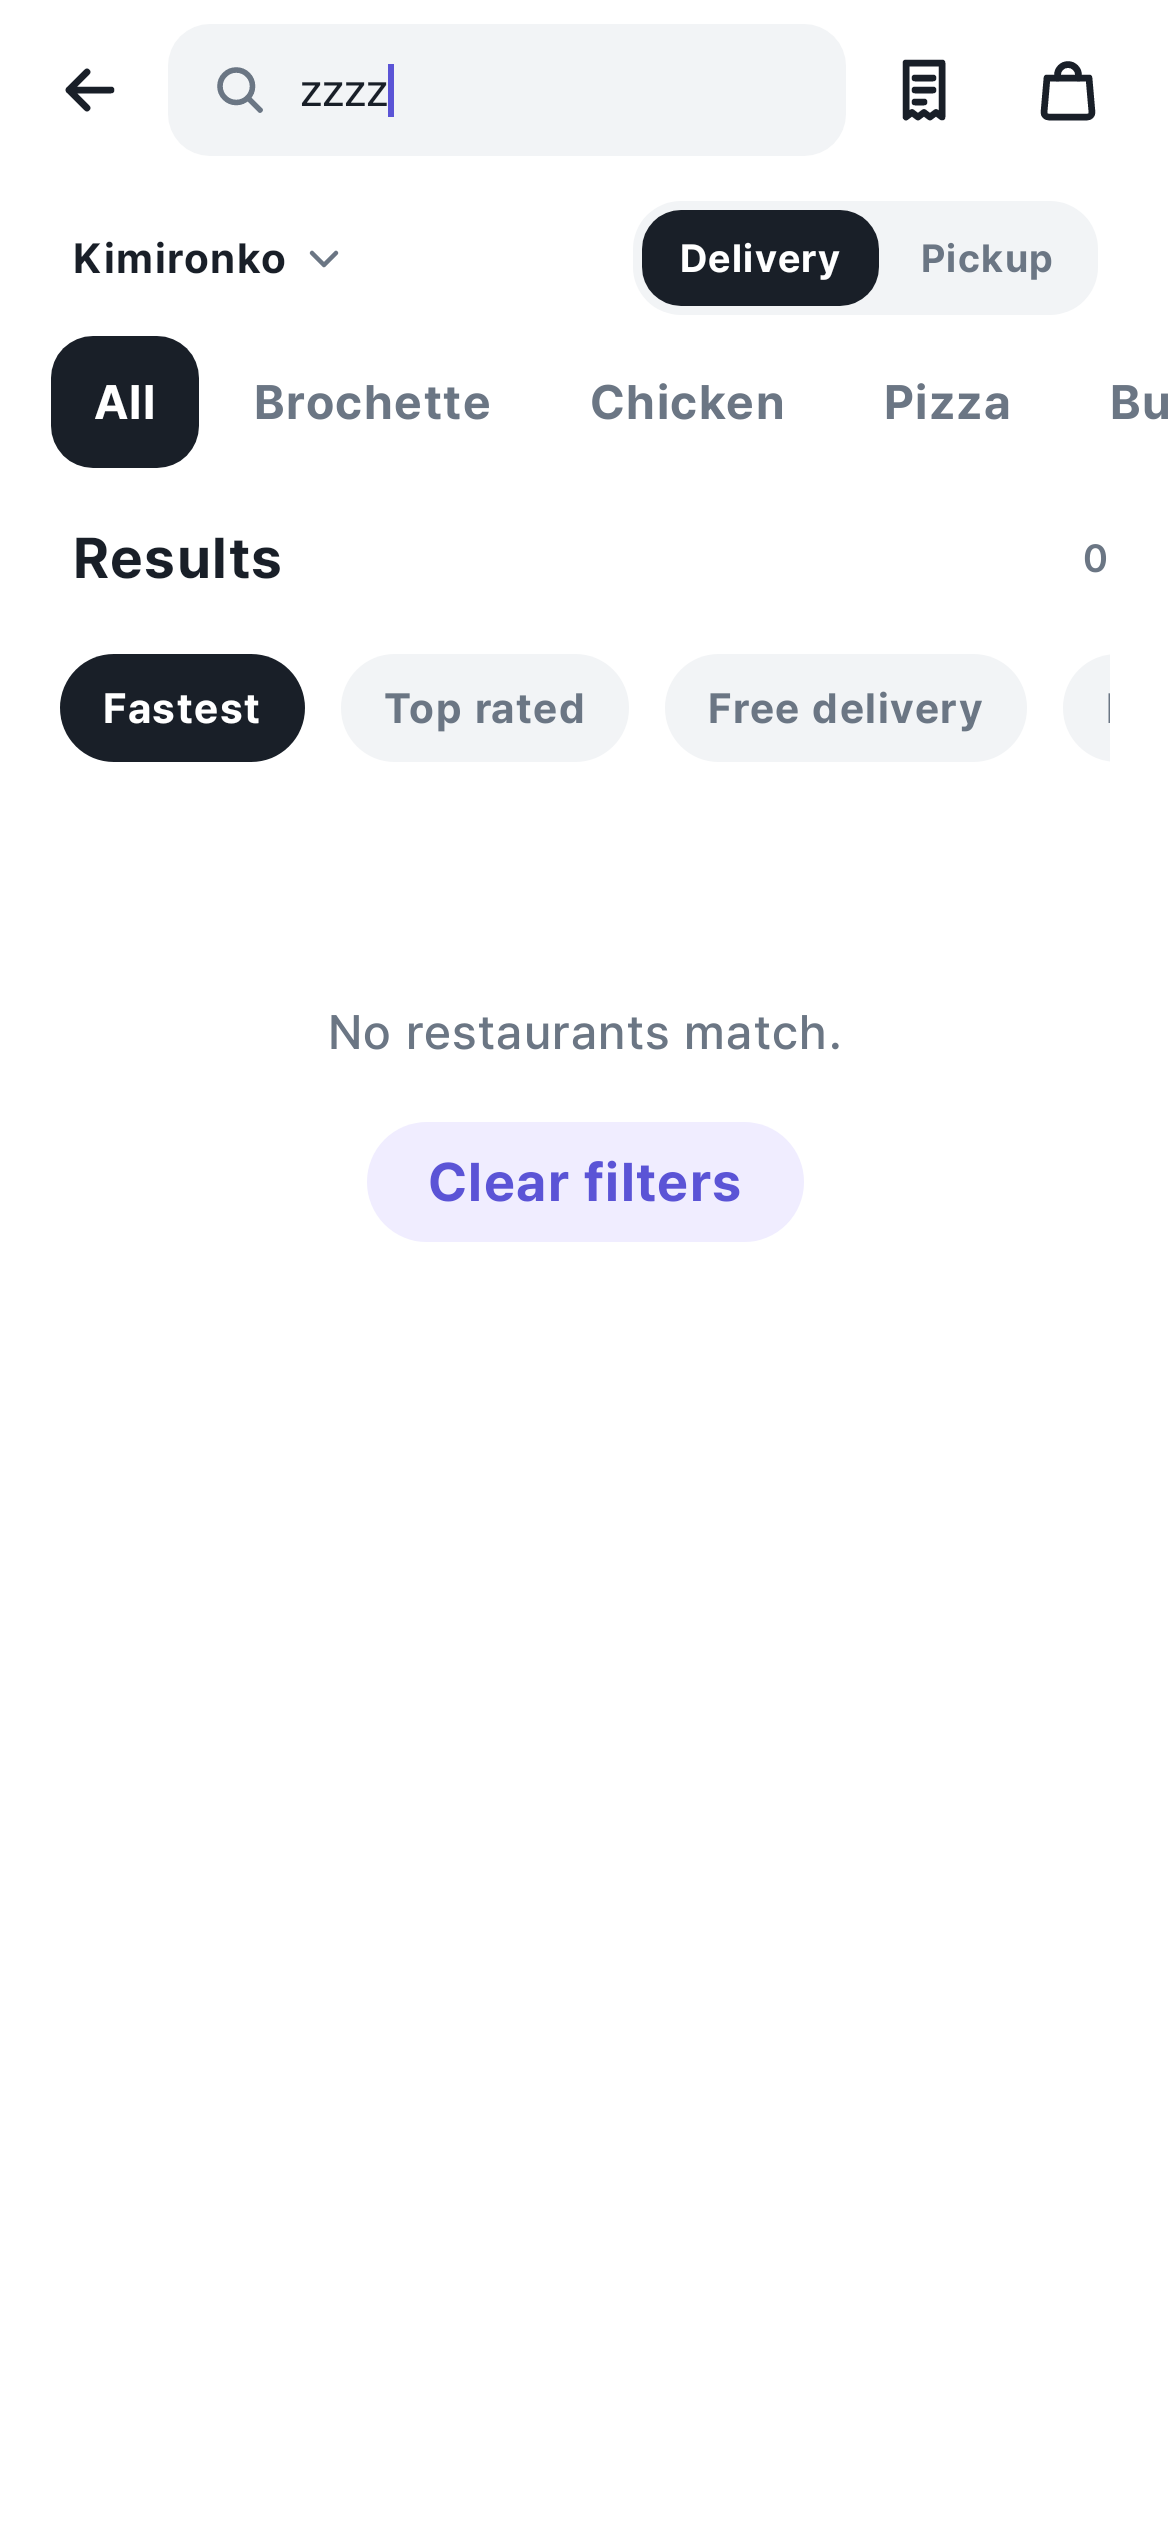 zzzz
Kimironko
Delivery Pickup
All Brochette Chicken Pizza Bu
Results 0
Fastest Top rated Free delivery
No restaurants match.
Clear filters